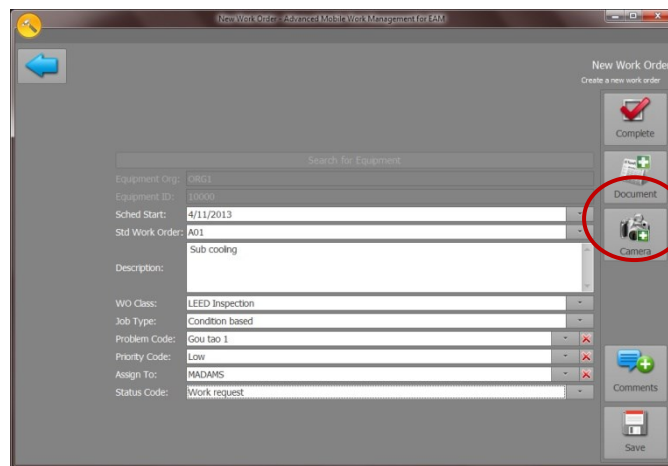 New Work Order - Advanced Mobile Work Management for EAM
New Work Order
Create a new work order
Complete
Search for Equipment
Equipment Org: ORG1
Document
Equipment ID: 10000
Sched Start: 4/11/2013
Std Work Order: A01
Camera
Sub cooling
Description:
WO Class: LEED Inspection
Job Type: Condition based
Problem Code: Gou tao 1
Priority Code: Low
Assign To: MADAMS
Comments
Status Code: Work request
Save